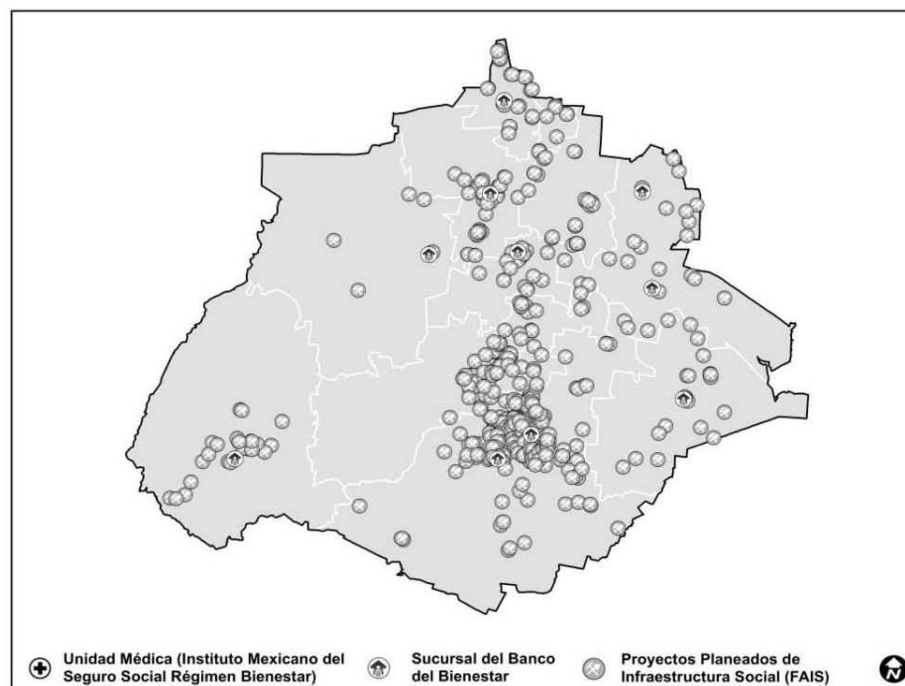 Unidad Médica (Instituto Mexicano del
Seguro Social Régimen Bienestar)
Sucursal del Banco
del Bienestar
Proyectos Planeados de
Infraestructura Social (FAIS)
N